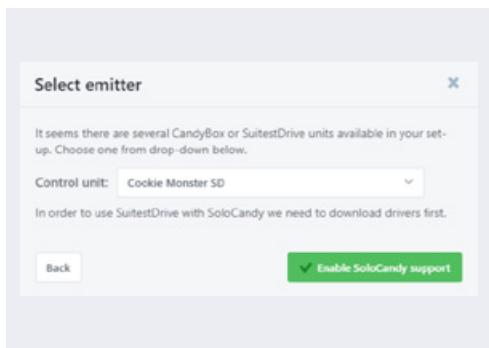 Select emitter
It seems there are several CandyBox or SuitestDrive units available in your set-
up. Choose one from drop-down below.
Control unit: Cookie Monster SD
In order to use SuitestDrive with SoloCandy we need to download drivers first.
Back Enable SoloCandy support